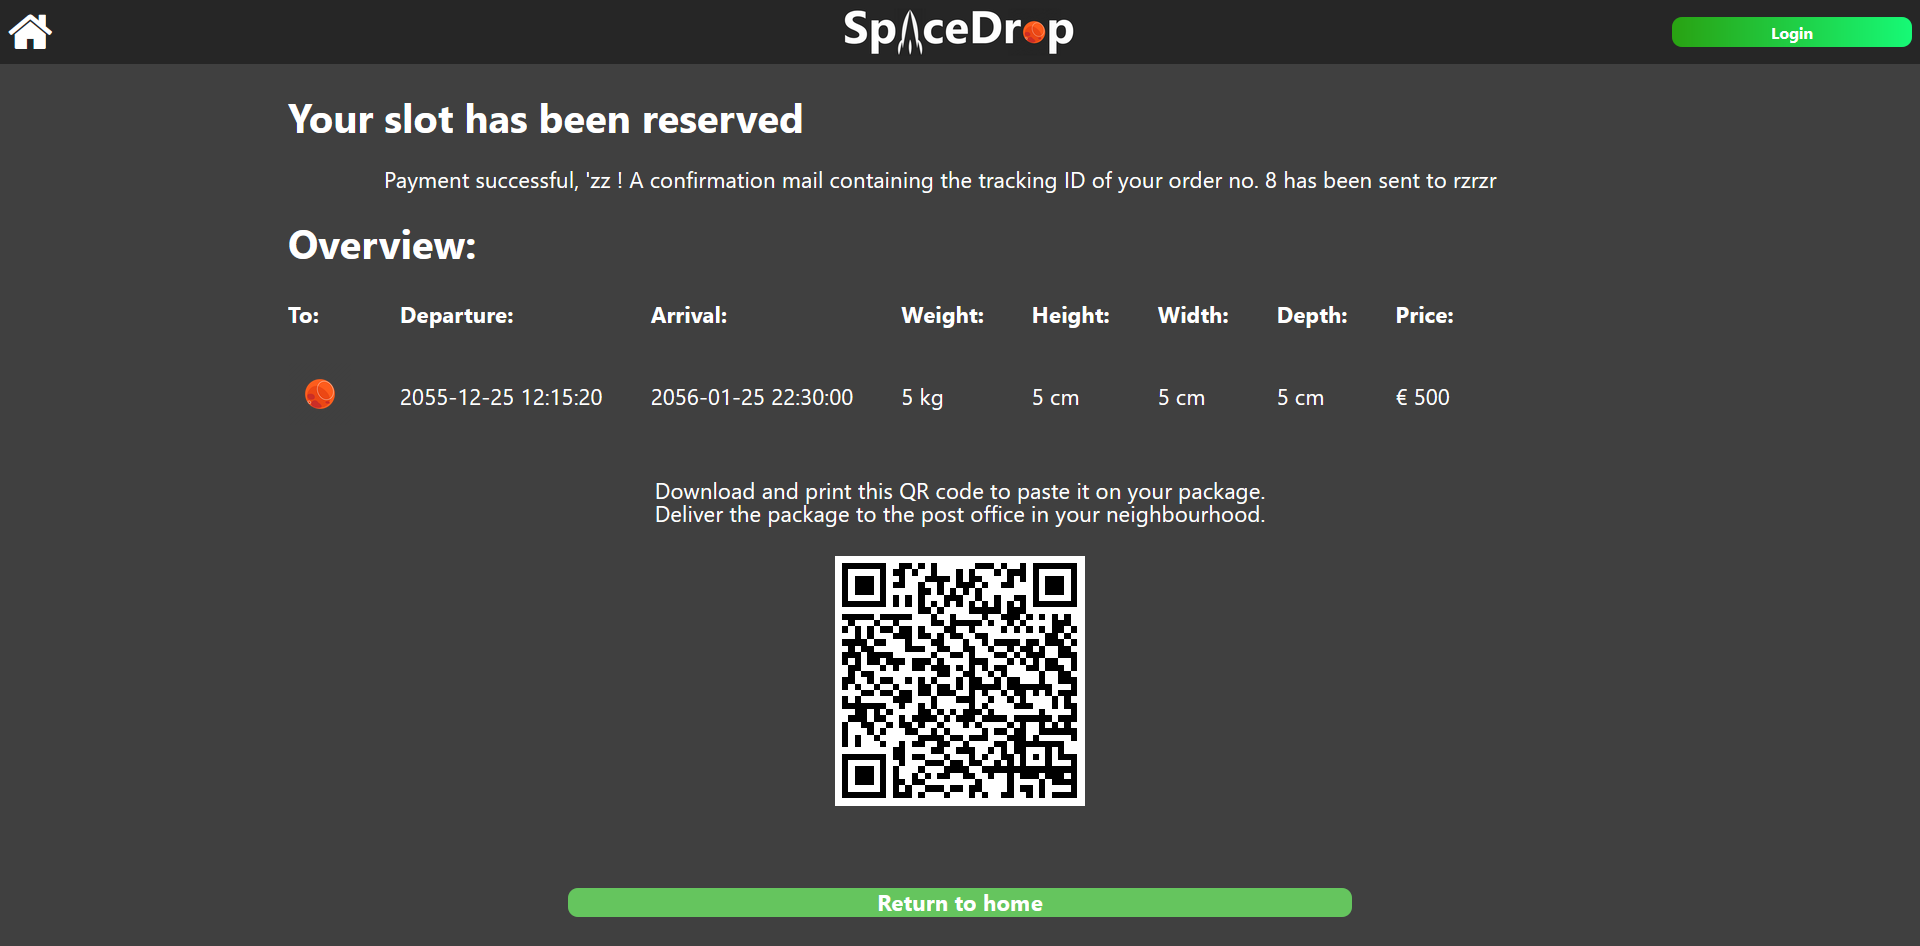 SpaceDrop
Login
Your slot has been reserved
Payment successful, 'zz ! A confirmation mail containing the tracking ID of your order no. 8 has been sent to rzrzr
Overview:
To: Departure: Arrival: Weight: Height: Width: Depth: Price:
2055-12-25 12:15:20 2056-01-25 22:30:00 5 kg 5 cm 5 cm 5 cm € 500
Download and print this QR code to paste it on your package.
Deliver the package to the post office in your neighbourhood.
Return to home